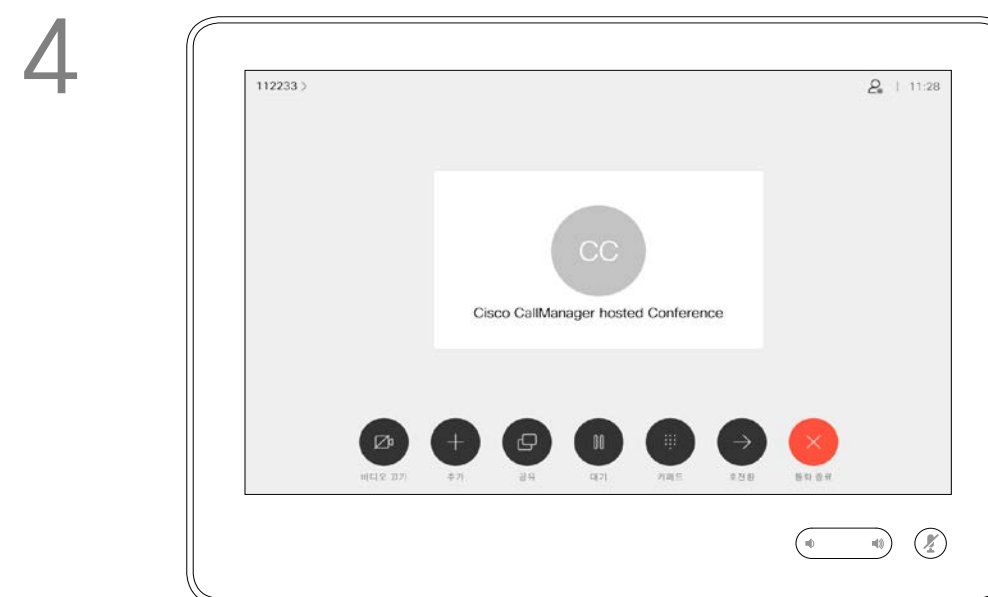 4
112233 > | 11:28
CC
Cisco CallManager hosted Conference
비디오 끄기 추가 공유 대기 키패드 호전환 통화 종료